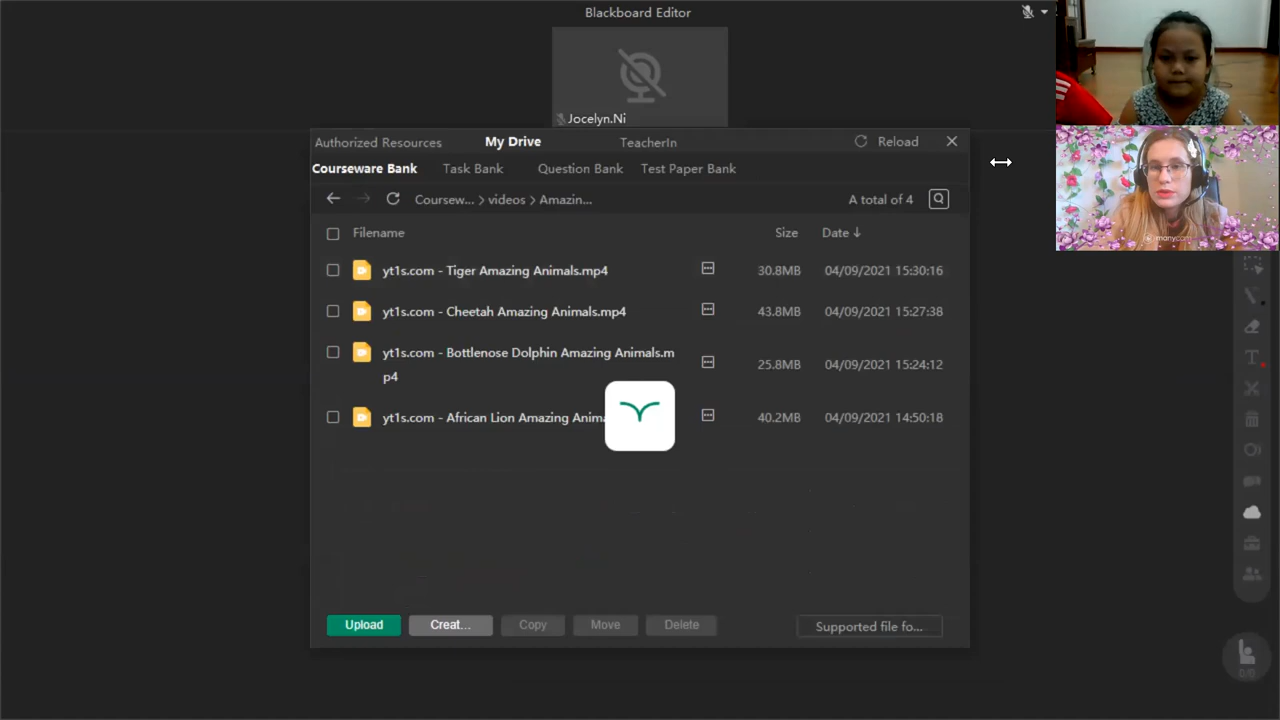 Blackboard Editor
Jocelyn.Ni
Authorized Resources My Drive TeacherIn Reload
Courseware Bank Task Bank Question Bank Test Paper Bank
Coursew... > videos > Amazin... A total of 4
Filename Size Date
yt1s.com - Tiger Amazing Animals.mp4 30.8MB 04/09/2021 15:30:16
yt1s.com - Cheetah Amazing Animals.mp4 43.8MB 04/09/2021 15:27:38
yt1s.com - Bottlenose Dolphin Amazing Animals.m
p4 25.8MB 04/09/2021 15:24:12
yt1s.com - African Lion Amazing Anima 40.2MB 04/09/2021 14:50:18
Upload Creat... Copy Move Delete Supported file fo...
0/0